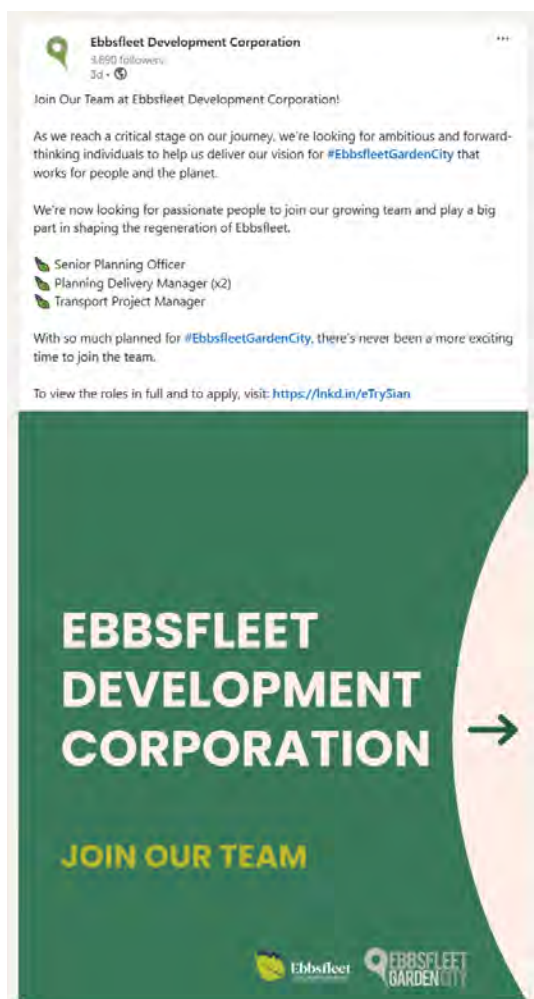 Ebbsfleet Development Corporation
3,890 followers
3d •
Join Our Team at Ebbsfleet Development Corporation!
As we reach a critical stage on our journey, we're looking for ambitious and forward-
thinking individuals to help us deliver our vision for #EbbsfleetGardenCity that
works for people and the planet.
We're now looking for passionate people to join our growing team and play a big
part in shaping the regeneration of Ebbsfleet.
Senior Planning Officer
Planning Delivery Manager (x2)
Transport Project Manager
With so much planned for #EbbsfleetGardenCity, there's never been a more exciting
time to join the team.
To view the roles in full and to apply, visit: https://lnkd.in/eTrySian
EBBSFLEET
DEVELOPMENT
CORPORATION
JOIN OUR TEAM
Ebbsfleet
EBBSFLEET
GARDENCITY